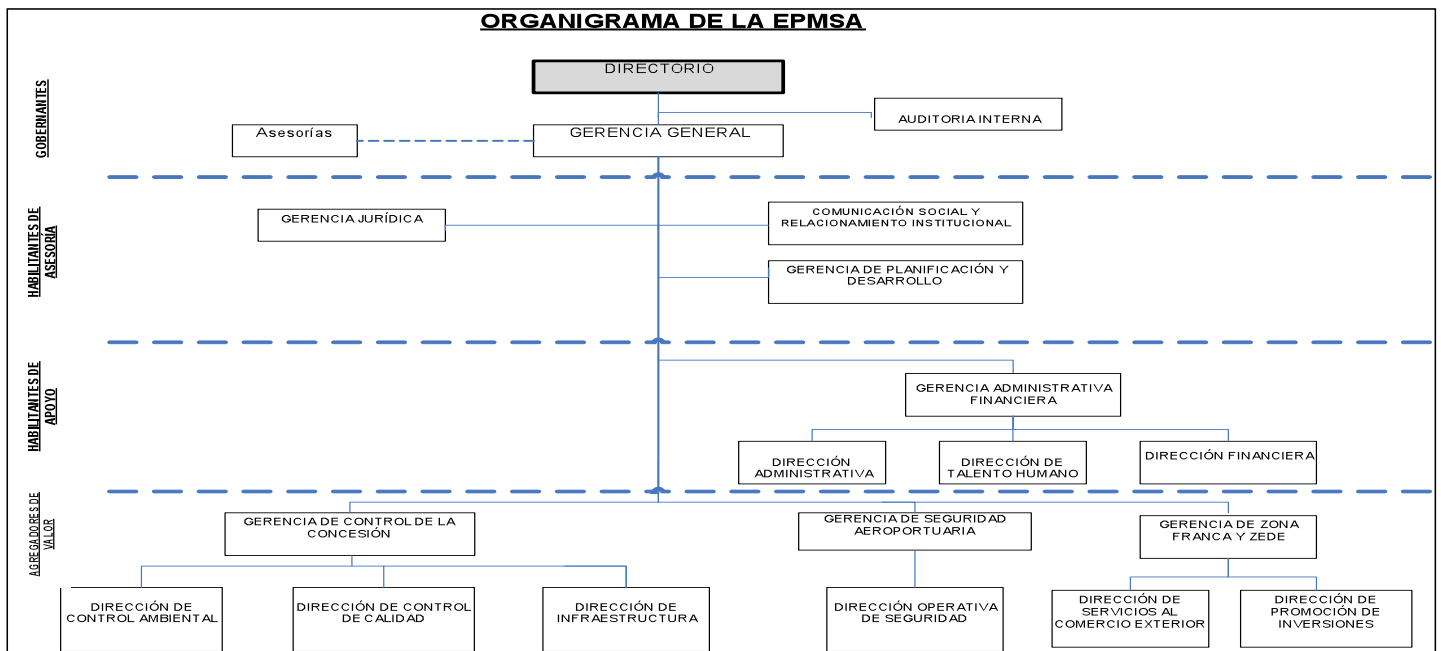 ORGANIGRAMA DE LA EPMSA
GOBERNANTES
DIRECTORIO
AUDITORIA INTERNA
Asesorías
GERENCIA GENERAL
HABILITANTES DE
ASESORÍA
GERENCIA JURÍDICA
COMUNICACIÓN SOCIAL Y
RELACIONAMIENTO INSTITUCIONAL
GERENCIA DE PLANIFICACIÓN Y
DESARROLLO
HABILITANTES DE
APOYO
GERENCIA ADMINISTRATIVA
FINANCIERA
DIRECCIÓN
ADMINISTRATIVA
DIRECCIÓN DE
TALENTO HUMANO
DIRECCIÓN FINANCIERA
AGREGADORES DE
VALOR
GERENCIA DE CONTROL DE LA
CONCESIÓN
GERENCIA DE SEGURIDAD
AEROPORTUARIA
GERENCIA DE ZONA
FRANCA Y ZEDE
DIRECCIÓN DE
CONTROL AMBIENTAL
DIRECCIÓN DE CONTROL
DE CALIDAD
DIRECCIÓN DE
INFRAESTRUCTURA
DIRECCIÓN OPERATIVA
DE SEGURIDAD
DIRECCIÓN DE
SERVICIOS AL
COMERCIO EXTERIOR
DIRECCIÓN DE
PROMOCIÓN DE
INVERSIONES